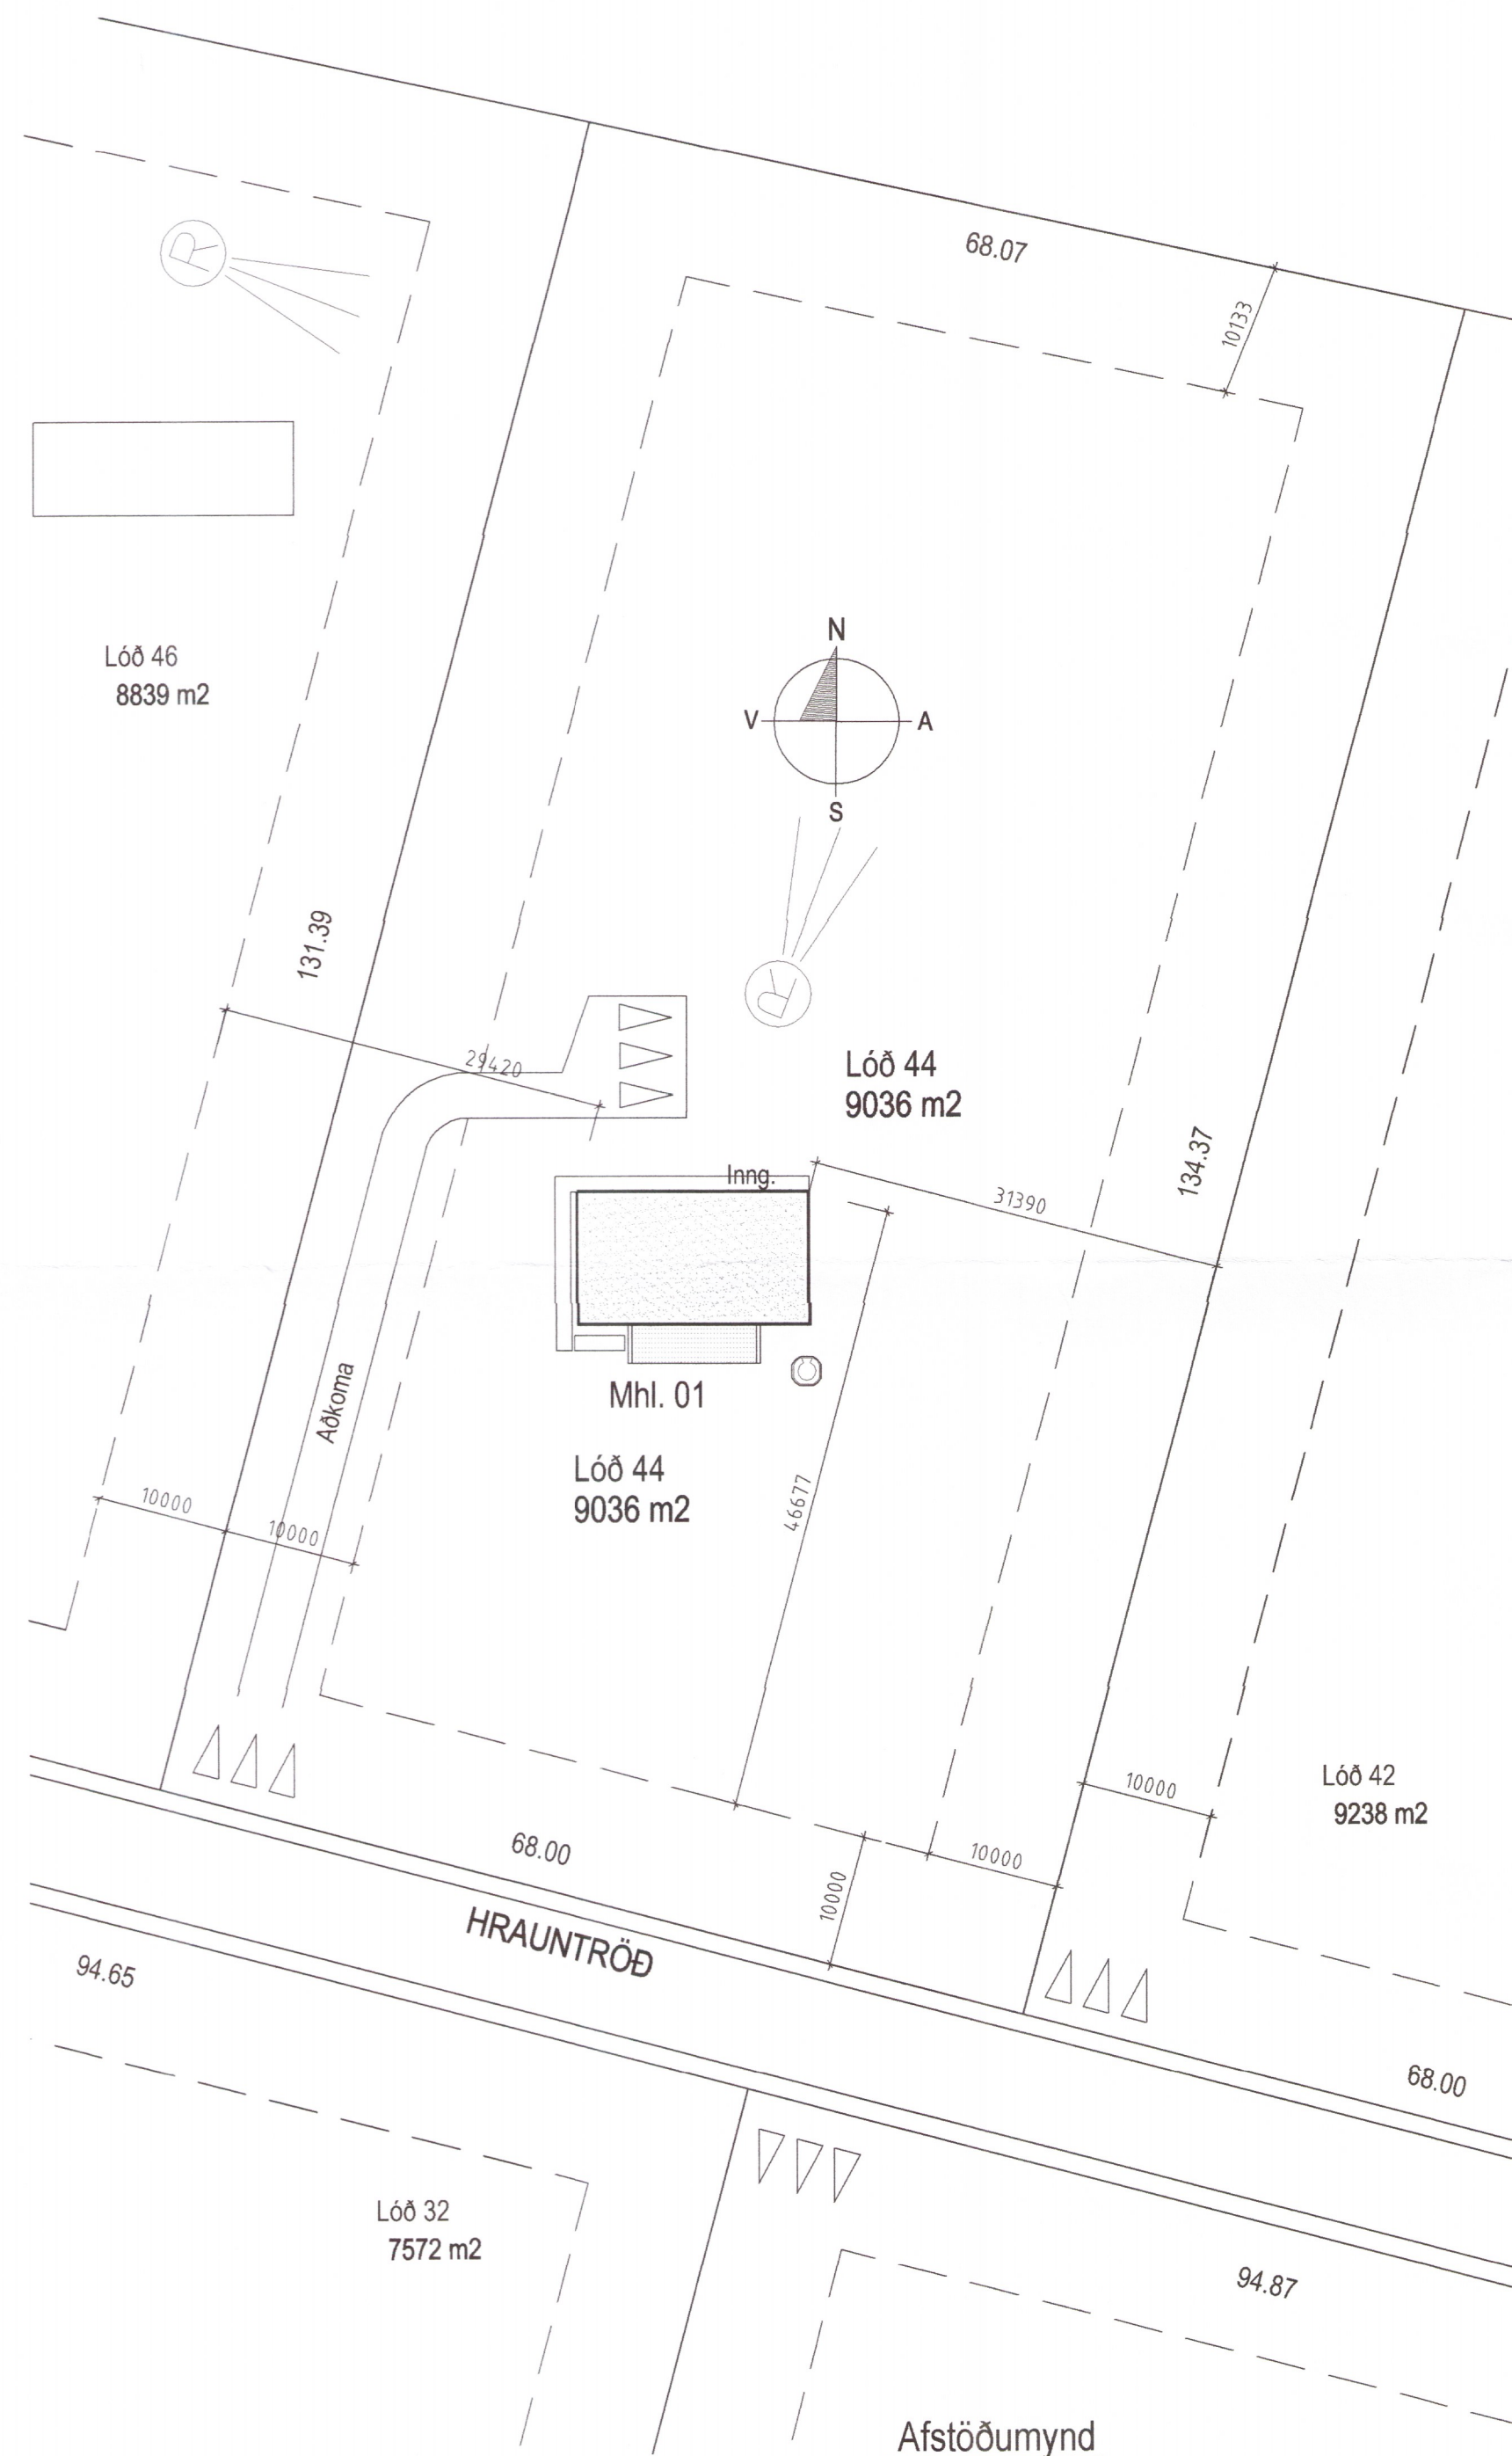 68.07
10133
R
N
V
A
S
Lóð 46
8839 m2
131.39
R
29420
Lóð 44
9036 m2
134.37
Inng.
31390
Aðkoma
Mhl. 01
Lóð 44
9036 m2
46677
10000
10000
Lóð 42
9238 m2
10000
68.00
10000
10000
HRAUNTRÖÐ
94.65
68.00
Lóð 32
7572 m2
94.87
Afstöðumynd